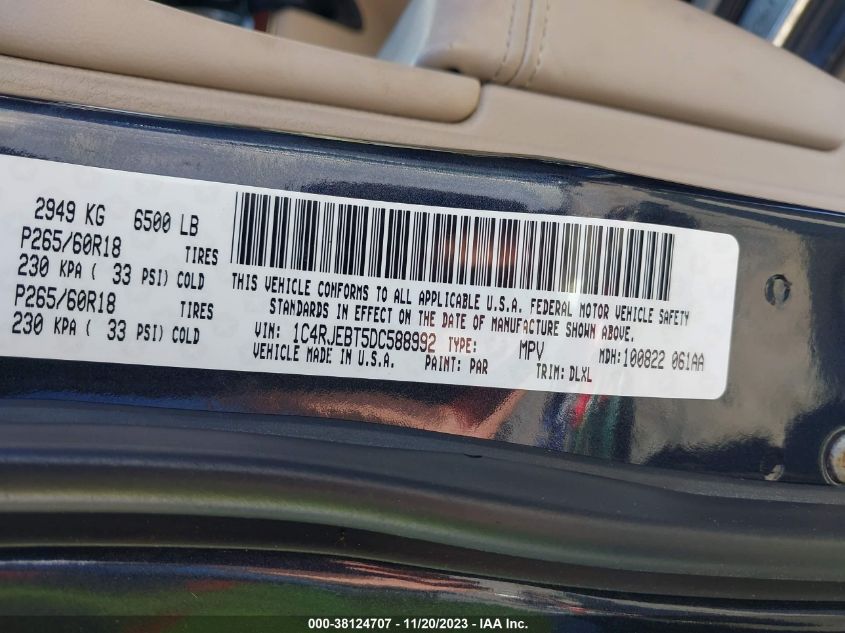 2949 KG 6500 LB
P265/60R18 TIRES
230 KPA ( 33 PSI) COLD
P265/60R18 TIRES
230 KPA ( 33 PSI) COLD
THIS VEHICLE CONFORMS TO ALL APPLICABLE U.S.A. FEDERAL MOTOR VEHICLE SAFETY
STANDARDS IN EFFECT ON THE DATE OF MANUFACTURE SHOWN ABOVE.
VIN: 1C4RJEBT5DC588992 TYPE: MPV MDH:100822 061AA
VEHICLE MADE IN U.S.A. PAINT: PAR TRIM: DLXL
000-38124707 - 11/20/2023 - IAA Inc.